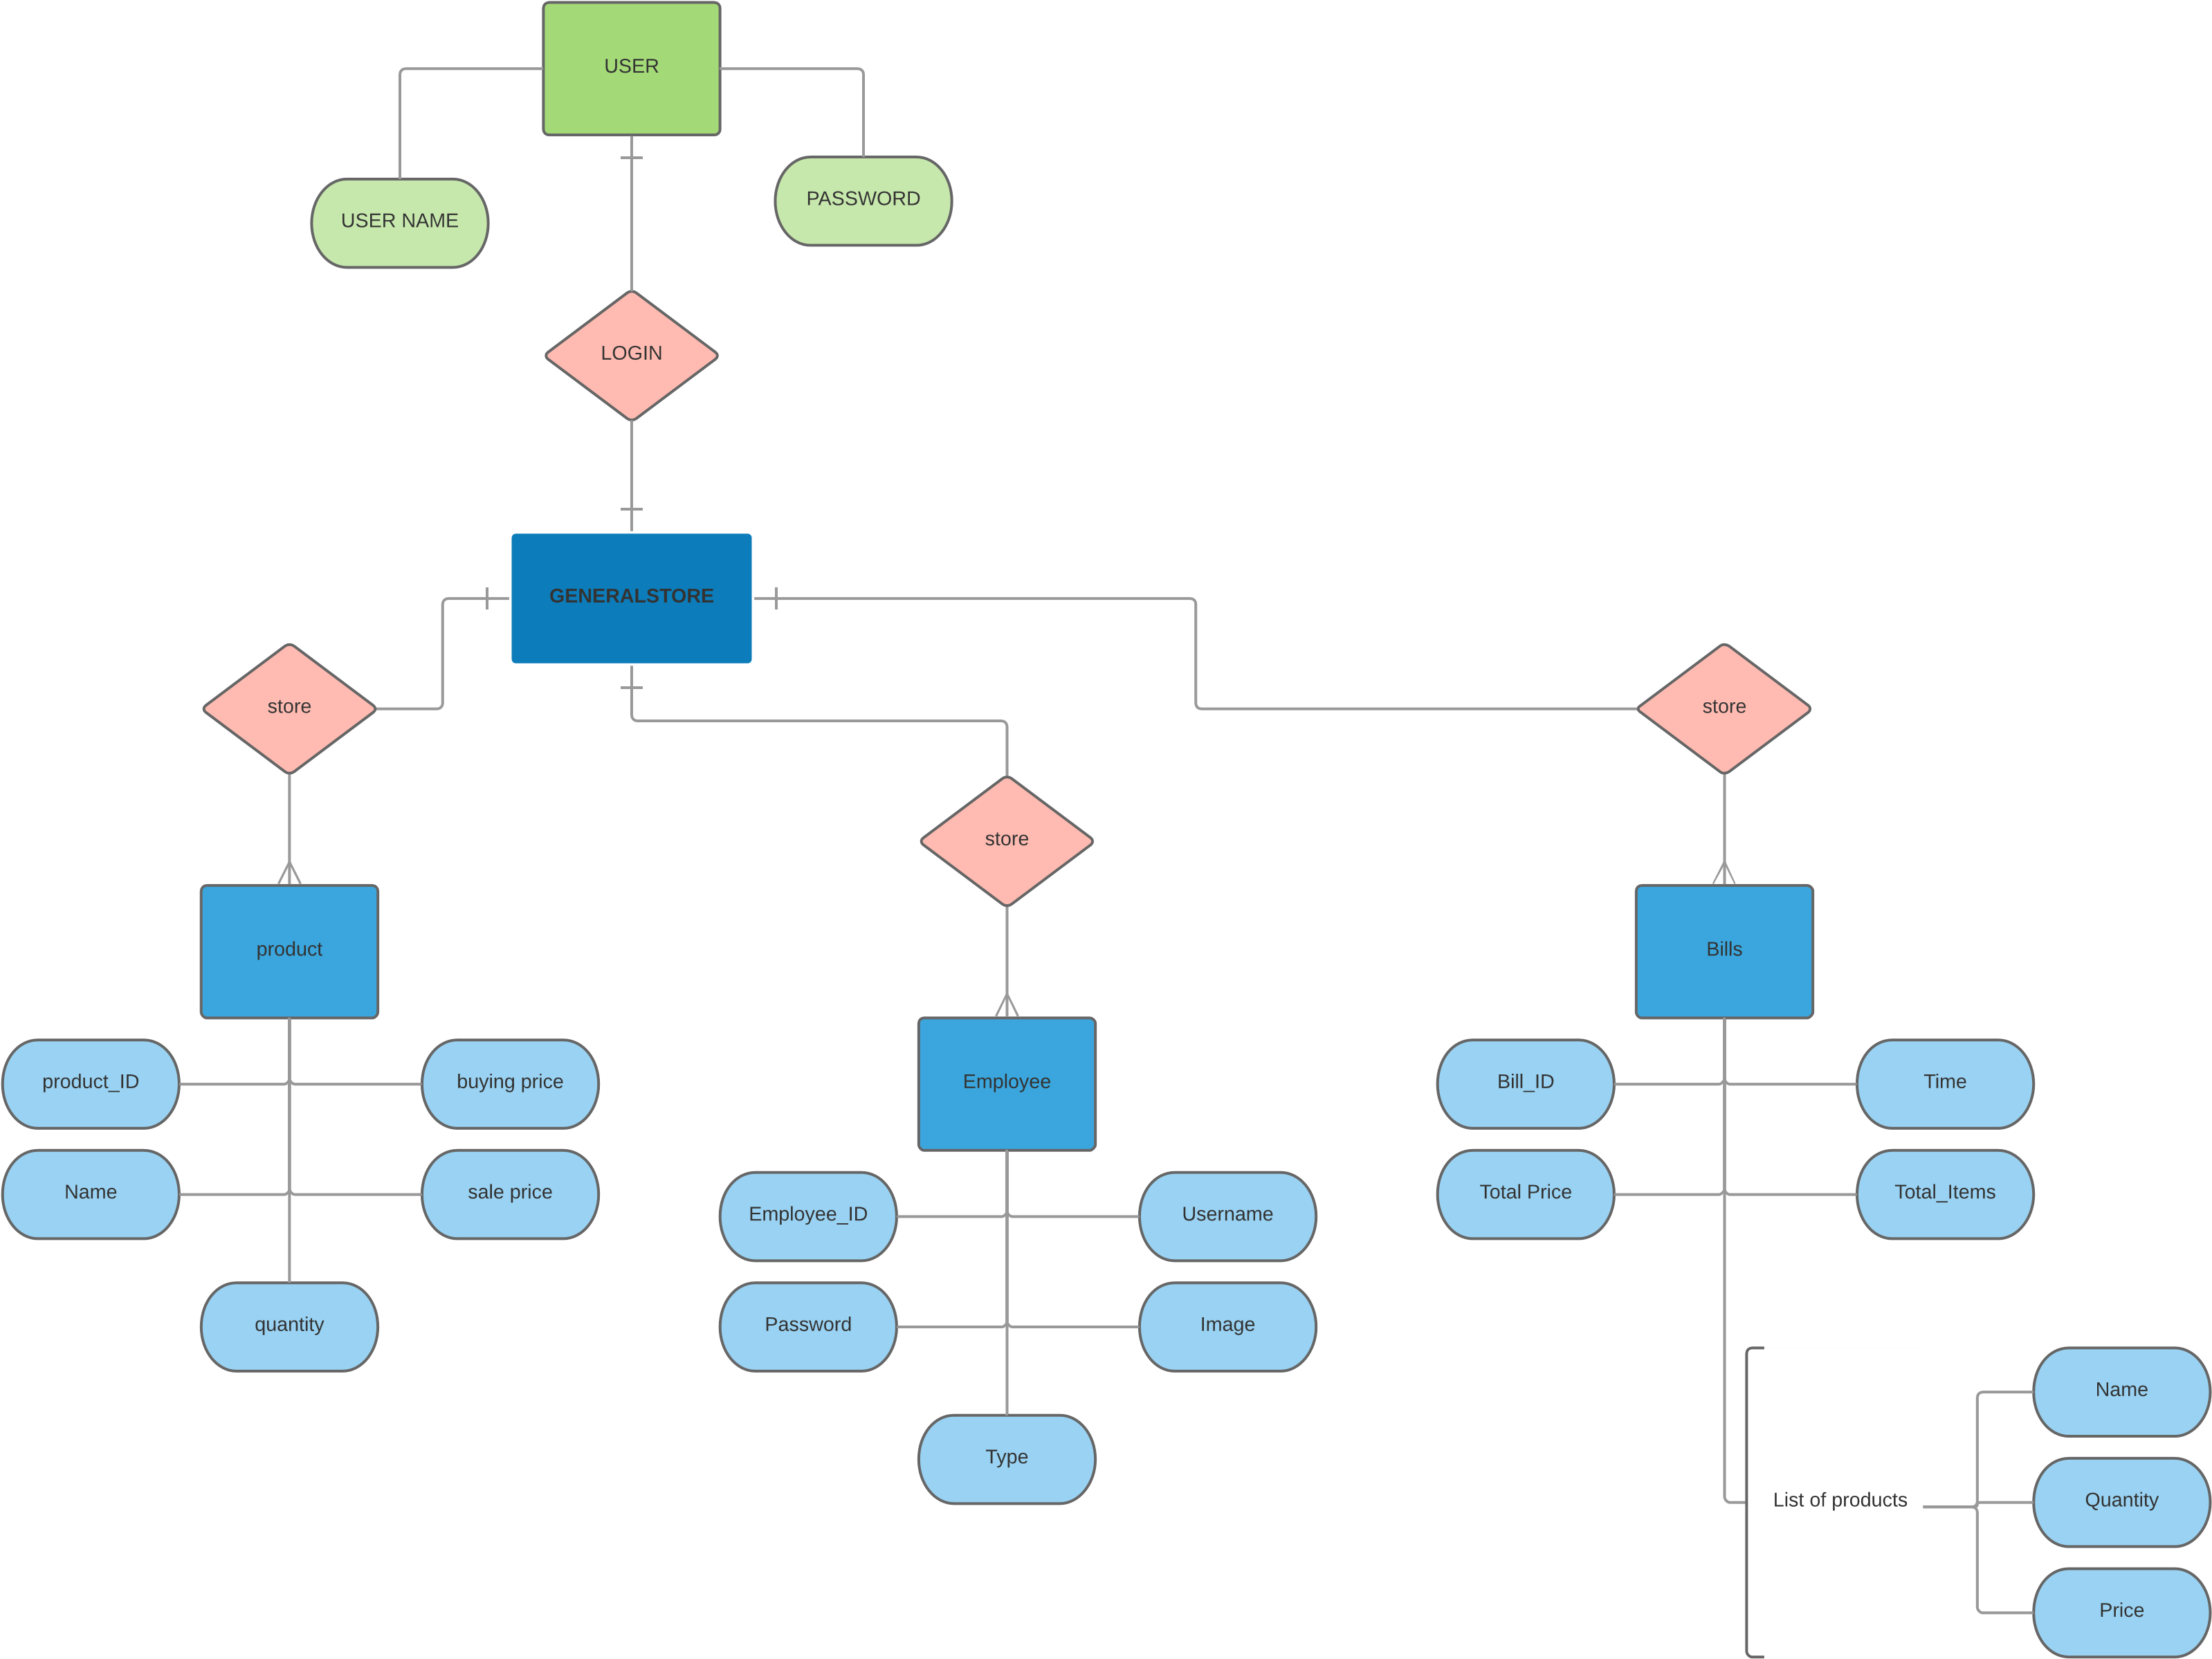 USER
USER NAME
PASSWORD
LOGIN
GENERALSTORE
store
store
store
product
Bills
Employee
product_ID
buying price
Name
sale price
quantity
Employee_ID
Username
Password
Image
Type
Bill_ID
Time
Total Price
Total_Items
List of products
Name
Quantity
Price